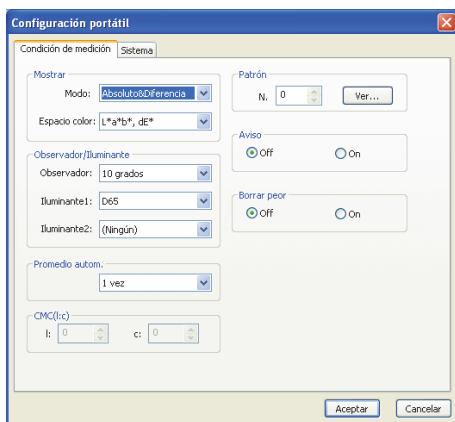 Configuración portátil
Condición de medición Sistema
Mostrar
Modo: Absoluto&Diferencia
Espacio color: L*a*b*, dE*
Observador/Iluminante
Observador: 10 grados
Iluminante1: D65
Iluminante2: (Ningún)
Promedio autom.
1 vez
CMC(l:c)
l: 0 c: 0
Patrón
N. 0 Ver...
Aviso
Off On
Borrar peor
Off On
Aceptar Cancelar